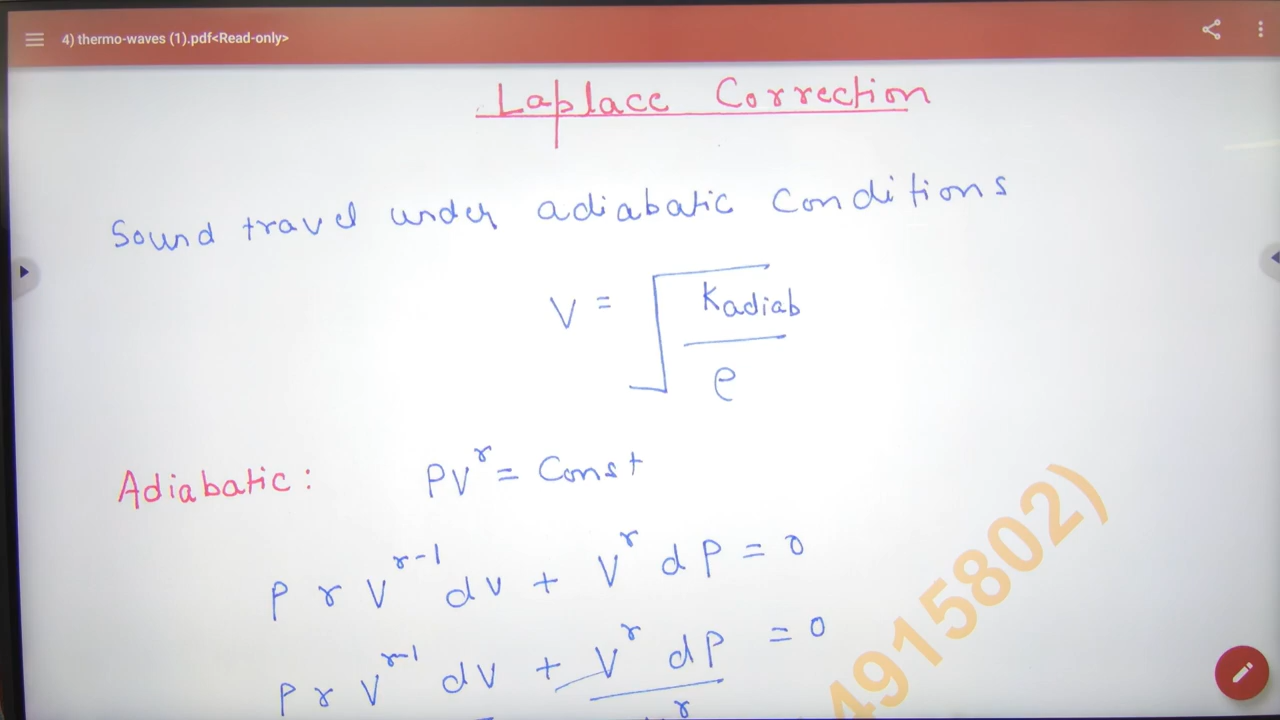 4) thermo-waves (1).pdf<Read-only>
Laplace Correction
Sound travel under adiabatic Conditions
V = √(Kadiab / ρ)
Adiabatic: PV^γ = Const
P γ V^(γ-1) dv + V^γ dP = 0
P γ V^(γ-1) dV + V^γ dP = 0
γ
4915802)